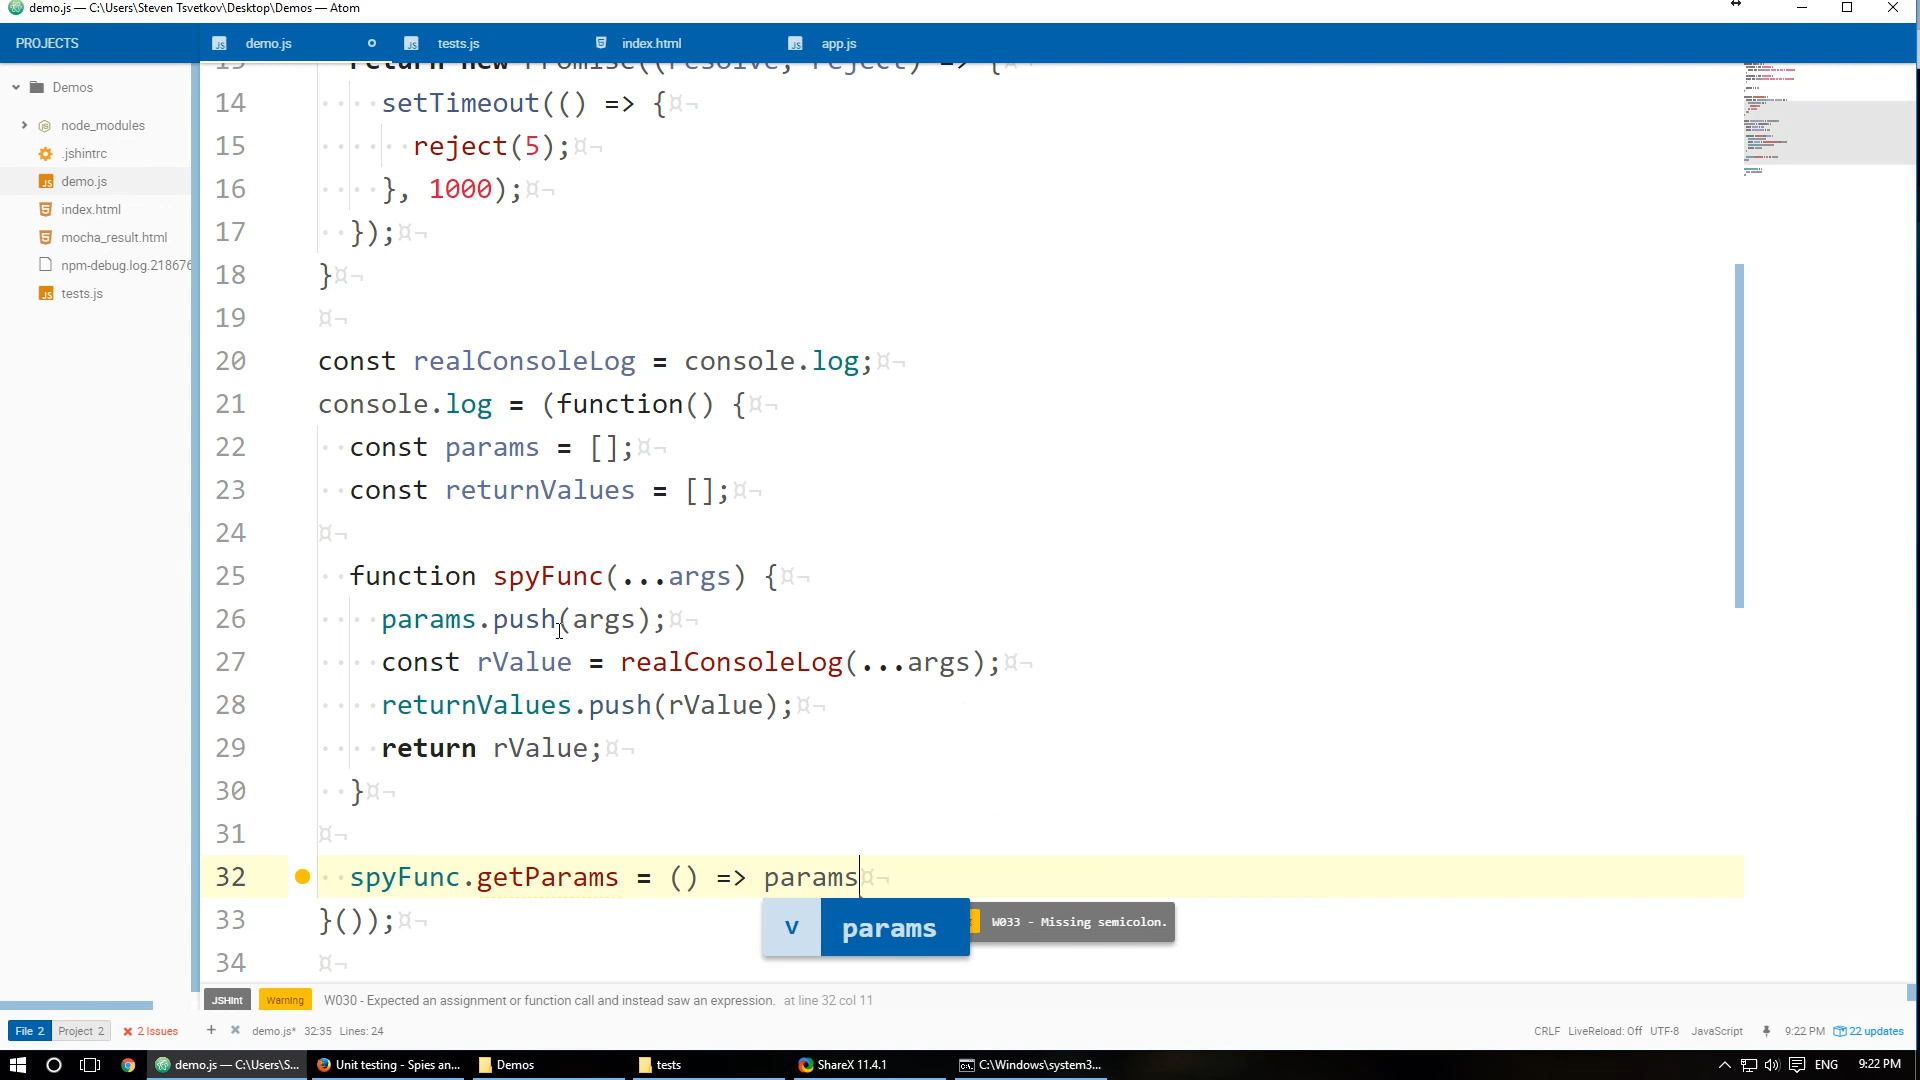 demo.js — C:\Users\Steven Tsvetkov\Desktop\Demos — Atom
PROJECTS
demo.js
tests.js
index.html
app.js
Demos
node_modules
.jshintrc
demo.js
index.html
mocha_result.html
npm-debug.log.218676
tests.js
13 return new Promise((resolve, reject) => {
14 setTimeout(() => {
15 reject(5);
16 }, 1000);
17 });
18 }
19
20 const realConsoleLog = console.log;
21 console.log = (function() {
22 const params = [];
23 const returnValues = [];
24
25 function spyFunc(...args) {
26 params.push(args);
27 const rValue = realConsoleLog(...args);
28 returnValues.push(rValue);
29 return rValue;
30 }
31
32 spyFunc.getParams = () => params
33 }());
v params
W033 - Missing semicolon.
34
JSHint Warning W030 - Expected an assignment or function call and instead saw an expression. at line 32 col 11
File 2 Project 2 2 Issues + demo.js* 32:35 Lines: 24 CRLF LiveReload: Off UTF-8 JavaScript 9:22 PM 22 updates
demo.js — C:\Users\S... Unit testing - Spies an... Demos tests ShareX 11.4.1 C:\Windows\system3... ENG 9:22 PM